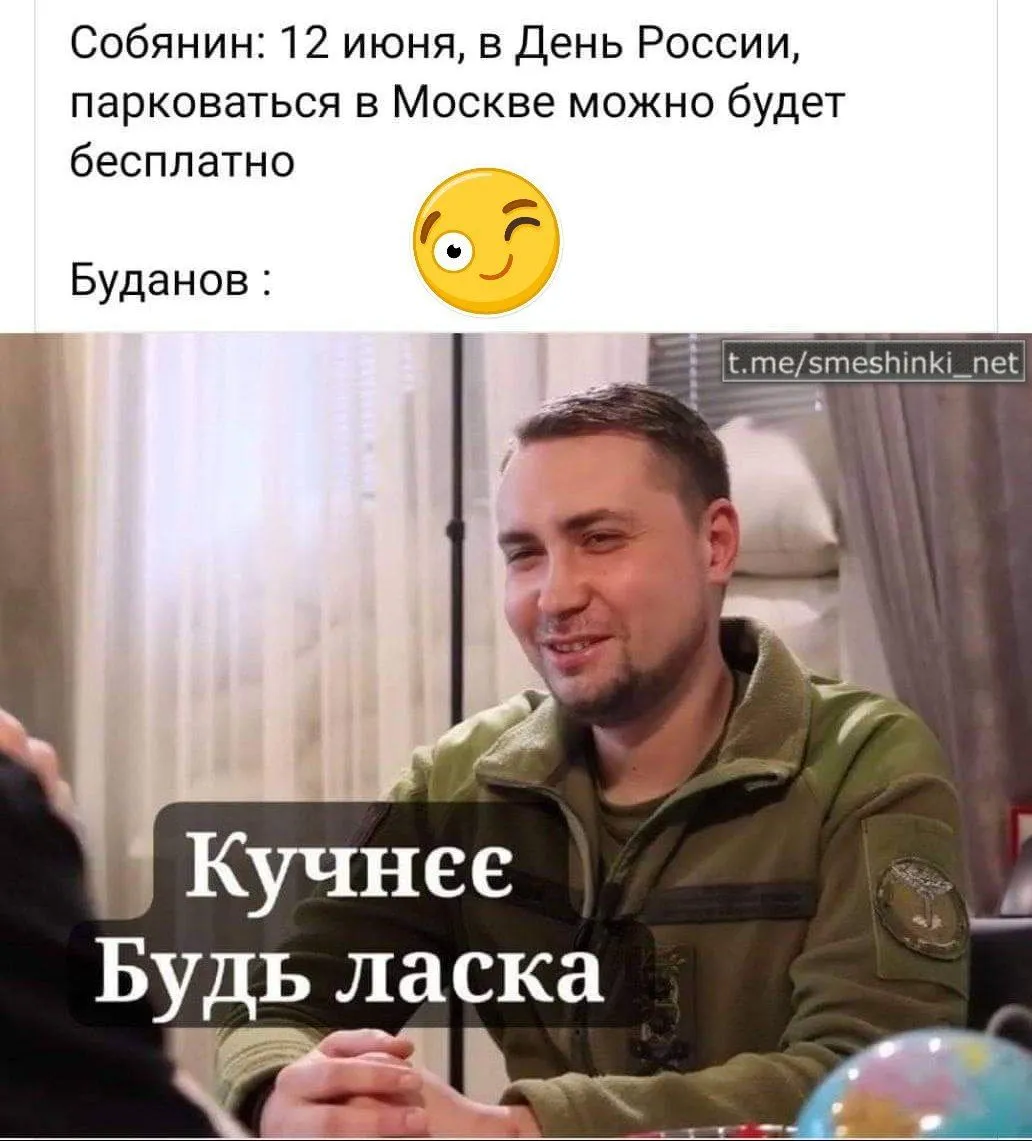 Собянин: 12 июня, в День России,
парковаться в Москве можно будет
бесплатно
Буданов :
t.me/smeshinki_net
Кучнєє
Будь ласка